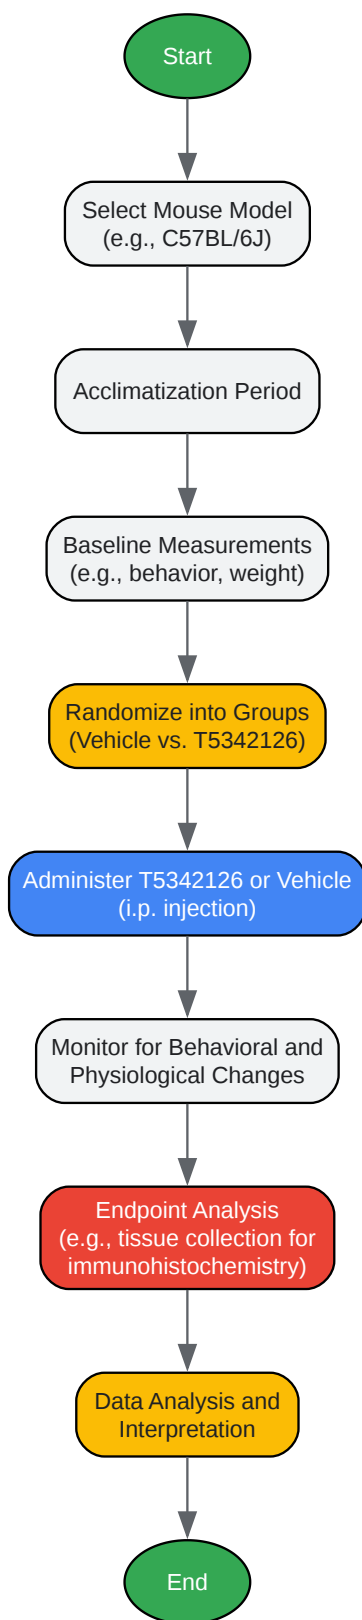 Start
Select Mouse Model
(e.g., C57BL/6J)
Acclimatization Period
Baseline Measurements
(e.g., behavior, weight)
Randomize into Groups
(Vehicle vs. T5342126)
Administer T5342126 or Vehicle
(i.p. injection)
Monitor for Behavioral and
Physiological Changes
Endpoint Analysis
(e.g., tissue collection for
immunohistochemistry)
Data Analysis and
Interpretation
End